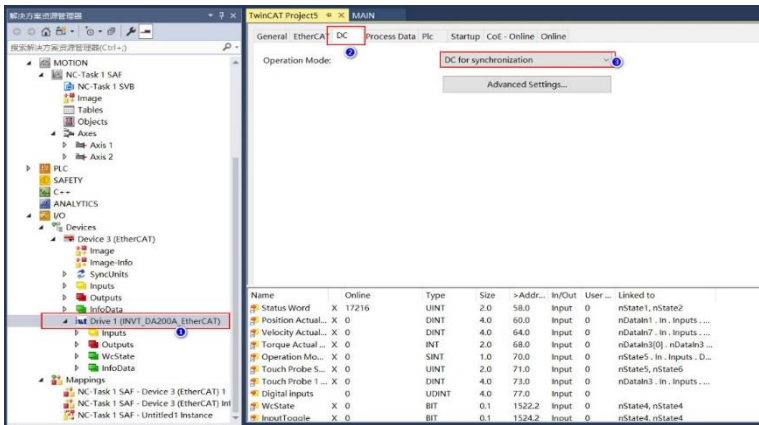 解决方案资源管理器
搜索解决方案资源管理器(Ctrl+;)
MOTION
NC-Task 1 SAF
NC-Task 1 SVB
Image
Tables
Objects
Axes
Axis 1
Axis 2
PLC
SAFETY
C++
ANALYTICS
I/O
Devices
Device 3 (EtherCAT)
Image
Image-Info
SyncUnits
Inputs
Outputs
InfoData
Drive 1 (INVT_DA200A_EtherCAT)
1
Inputs
Outputs
WcState
InfoData
Mappings
NC-Task 1 SAF - Device 3 (EtherCAT) 1
NC-Task 1 SAF - Device 3 (EtherCAT) Inf
NC-Task 1 SAF - Untitled1 Instance
TwinCAT Project5 MAIN
General EtherCAT DC Process Data Plc Startup CoE - Online Online
2
Operation Mode: DC for synchronization 3
Advanced Settings...
Name Online Type Size >Addr... In/Out User ... Linked to
Status Word X 17216 UINT 2.0 58.0 Input 0 nState1, nState2
Position Actual... X 0 DINT 4.0 60.0 Input 0 nDataIn1 . In . Inputs . ...
Velocity Actual... X 0 DINT 4.0 64.0 Input 0 nDataIn7 . In . Inputs . ...
Torque Actual ... X 0 INT 2.0 68.0 Input 0 nDataIn3[0] . nDataIn3 ...
Operation Mo... X 0 SINT 1.0 70.0 Input 0 nState5 . In . Inputs . D...
Touch Probe S... X 0 UINT 2.0 71.0 Input 0 nState5, nState6
Touch Probe 1 ... X 0 DINT 4.0 73.0 Input 0 nDataIn3 . In . Inputs . ...
Digital inputs 0 UDINT 4.0 77.0 Input 0
WcState X 0 BIT 0.1 1522.2 Input 0 nState4, nState4
InputToggle X 0 BIT 0.1 1524.2 Input 0 nState4, nState4